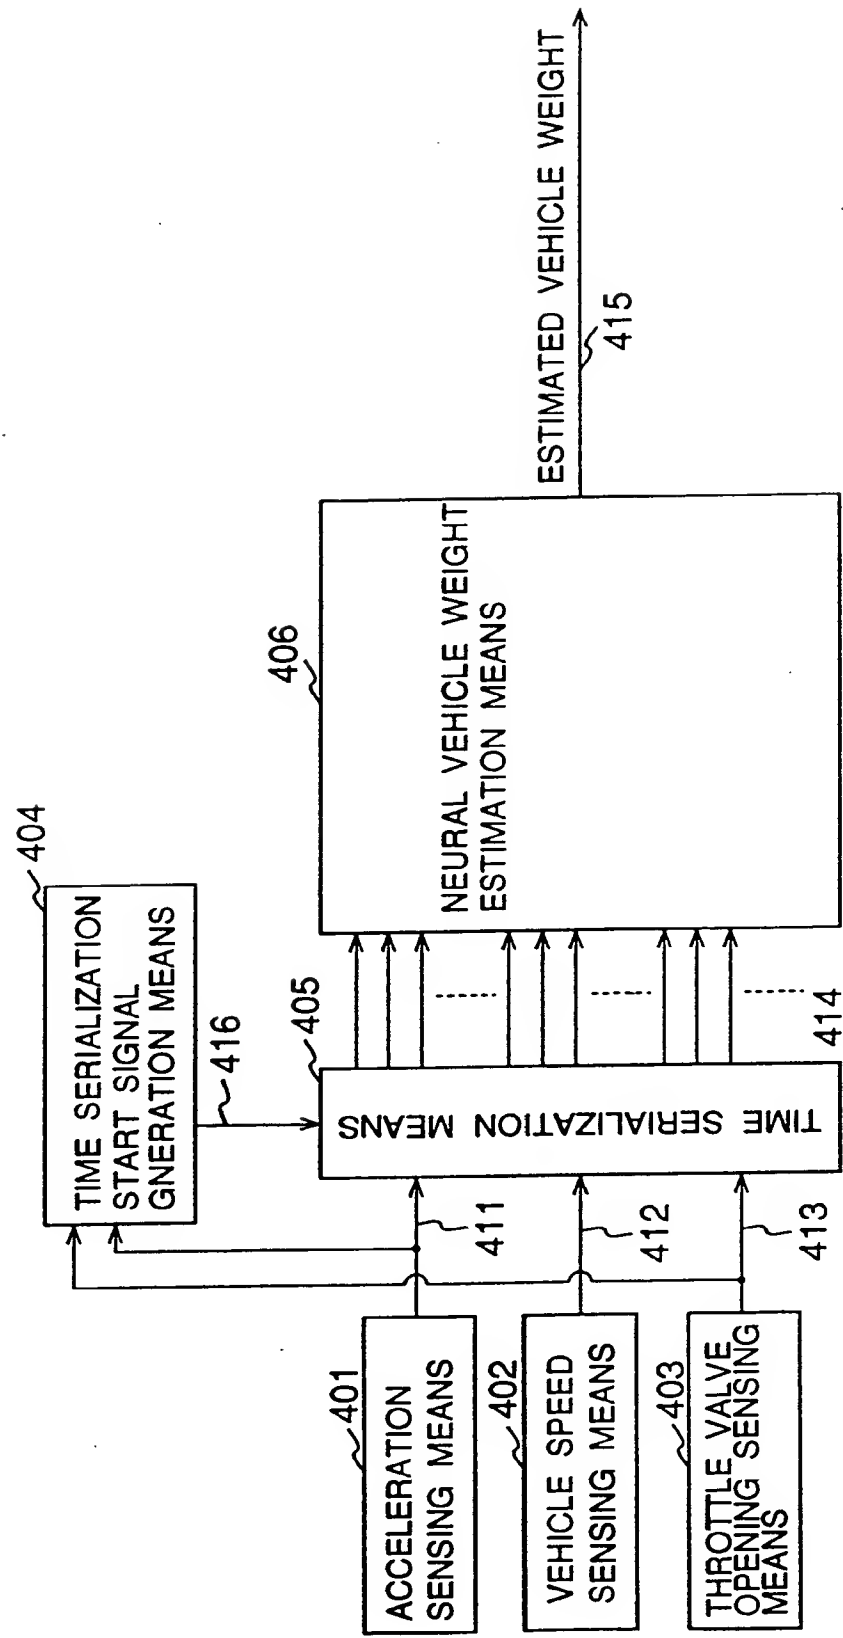 404
TIME SERIALIZATION
START SIGNAL
GNERATION MEANS
416
401
ACCELERATION
SENSING MEANS
411
402
VEHICLE SPEED
SENSING MEANS
412
403
THROTTLE VALVE
OPENING SENSING
MEANS
413
405
TIME SERIALIZATION MEANS
414
406
NEURAL VEHICLE WEIGHT
ESTIMATION MEANS
ESTIMATED VEHICLE WEIGHT
415